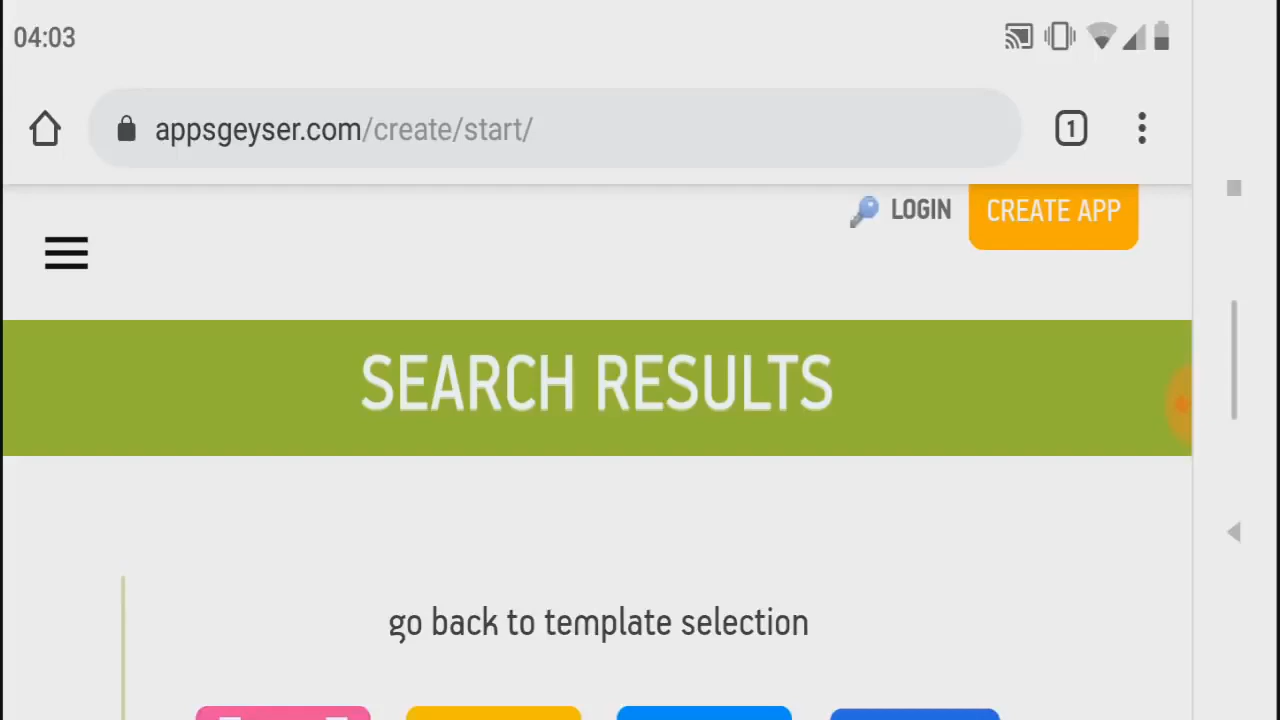 04:03
appsgeyser.com/create/start/
1
LOGIN
CREATE APP
SEARCH RESULTS
go back to template selection